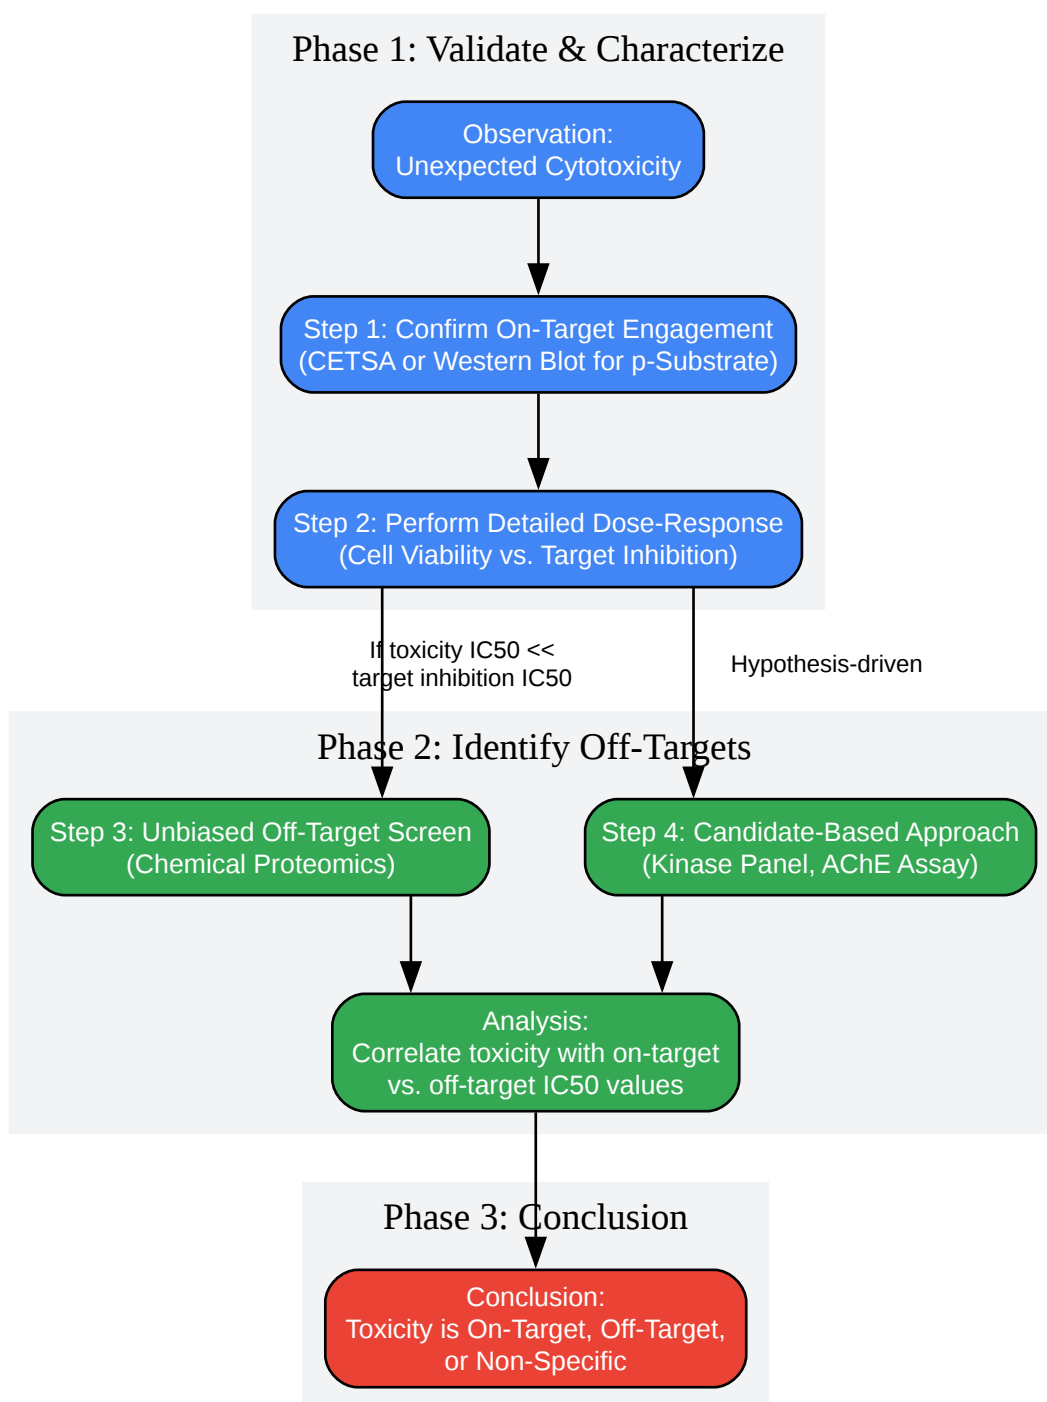 Phase 1: Validate & Characterize
Observation:
Unexpected Cytotoxicity
Step 1: Confirm On-Target Engagement
(CETSA or Western Blot for p-Substrate)
Step 2: Perform Detailed Dose-Response
(Cell Viability vs. Target Inhibition)
If toxicity IC50 <<
target inhibition IC50
Hypothesis-driven
Phase 2: Identify Off-Targets
Step 3: Unbiased Off-Target Screen
(Chemical Proteomics)
Step 4: Candidate-Based Approach
(Kinase Panel, AChE Assay)
Analysis:
Correlate toxicity with on-target
vs. off-target IC50 values
Phase 3: Conclusion
Conclusion:
Toxicity is On-Target, Off-Target,
or Non-Specific